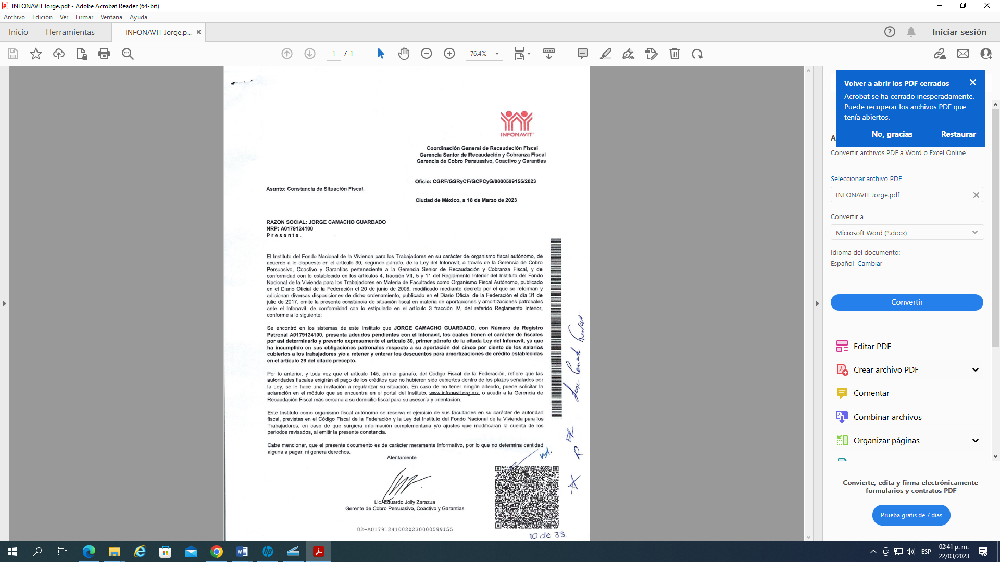 INFONAVIT Jorge.pdf - Adobe Acrobat Reader (64-bit)
Archivo Edición Ver Firmar Ventana Ayuda
Inicio Herramientas INFONAVIT Jorge.p... Iniciar sesión
1 / 1 76.4%
INFONAVIT
Coordinación General de Recaudación Fiscal
Gerencia Senior de Recaudación y Cobranza Fiscal
Gerencia de Cobro Persuasivo, Coactivo y Garantías
Oficio: CGRF/GSRyCF/GCPCyG/0000599155/2023
Asunto: Constancia de Situación Fiscal.
Ciudad de México, a 18 de Marzo de 2023
RAZON SOCIAL: JORGE CAMACHO GUARDADO
NRP: A0179124100
P r e s e n t e .
El Instituto del Fondo Nacional de la Vivienda para los Trabajadores en su carácter de organismo fiscal autónomo, de
acuerdo a lo dispuesto en el artículo 30, segundo párrafo, de la Ley del Infonavit, a través de la Gerencia de Cobro
Persuasivo, Coactivo y Garantías perteneciente a la Gerencia Senior de Recaudación y Cobranza Fiscal, y de
conformidad con lo establecido en los artículos 4, fracción VII, 5 y 11 del Reglamento Interior del Instituto del Fondo
Nacional de la Vivienda para los Trabajadores en Materia de Facultades como Organismo Fiscal Autónomo, publicado
en el Diario Oficial de la Federación el 20 de junio de 2008, modificado mediante decreto por el que se reforman y
adicionan diversas disposiciones de dicho ordenamiento, publicado en el Diario Oficial de la Federación el día 31 de
julio de 2017, emite la presente constancia de situación fiscal en materia de aportaciones y amortizaciones patronales
ante el Infonavit, de conformidad con lo estipulado en el artículo 3 fracción IV, del referido Reglamento Interior,
conforme a lo siguiente:
Se encontró en los sistemas de este Instituto que JORGE CAMACHO GUARDADO, con Número de Registro
Patronal A0179124100, presenta adeudos pendientes con el Infonavit, los cuales tienen el carácter de fiscales
por así determinarlo y preverlo expresamente el artículo 30, primer párrafo de la citada Ley del Infonavit, ya que
ha incumplido en sus obligaciones patronales respecto a su aportación del cinco por ciento de los salarios
cubiertos a los trabajadores y/o a retener y enterar los descuentos para amortizaciones de crédito establecidas
en el artículo 29 del citado precepto.
Por lo anterior, y toda vez que el artículo 145, primer párrafo, del Código Fiscal de la Federación, refiere que las
autoridades fiscales exigirán el pago de los créditos que no hubieren sido cubiertos dentro de los plazos señalados por
la Ley, se le hace una invitación a regularizar su situación. En caso de no tener ningún adeudo, puede solicitar la
aclaración en el módulo que se encuentra en el portal del Instituto, www.infonavit.org.mx, o acudir a la Gerencia de
Recaudación Fiscal más cercana a su domicilio fiscal para su asesoría y orientación.
Este Instituto como organismo fiscal autónomo se reserva el ejercicio de sus facultades en su carácter de autoridad
fiscal, previstas en el Código Fiscal de la Federación y la Ley del Instituto del Fondo Nacional de la Vivienda para los
Trabajadores, en caso de que surgiera información complementaria y/o ajustes que modificaran la cuenta de los
periodos revisados, al emitir la presente constancia.
Cabe mencionar, que el presente documento es de carácter meramente informativo, por lo que no determina cantidad
alguna a pagar, ni genera derechos.
Atentamente
Lic. Eduardo Jolly Zarazua
Gerente de Cobro Persuasivo, Coactivo y Garantías
02-A017912410020230000599155
10 de 33.
Volver a abrir los PDF cerrados
Acrobat se ha cerrado inesperadamente.
Puede recuperar los archivos PDF que
tenía abiertos.
No, gracias Restaurar
Convertir archivos PDF a Word o Excel Online
Seleccionar archivo PDF
INFONAVIT Jorge.pdf
Convertir a
Microsoft Word (*.docx)
Idioma del documento:
Español Cambiar
Convertir
Editar PDF
Crear archivo PDF
Comentar
Combinar archivos
Organizar páginas
Convierte, edita y firma electrónicamente
formularios y contratos PDF
Prueba gratis de 7 días
ESP
02:41 p. m.
22/03/2023